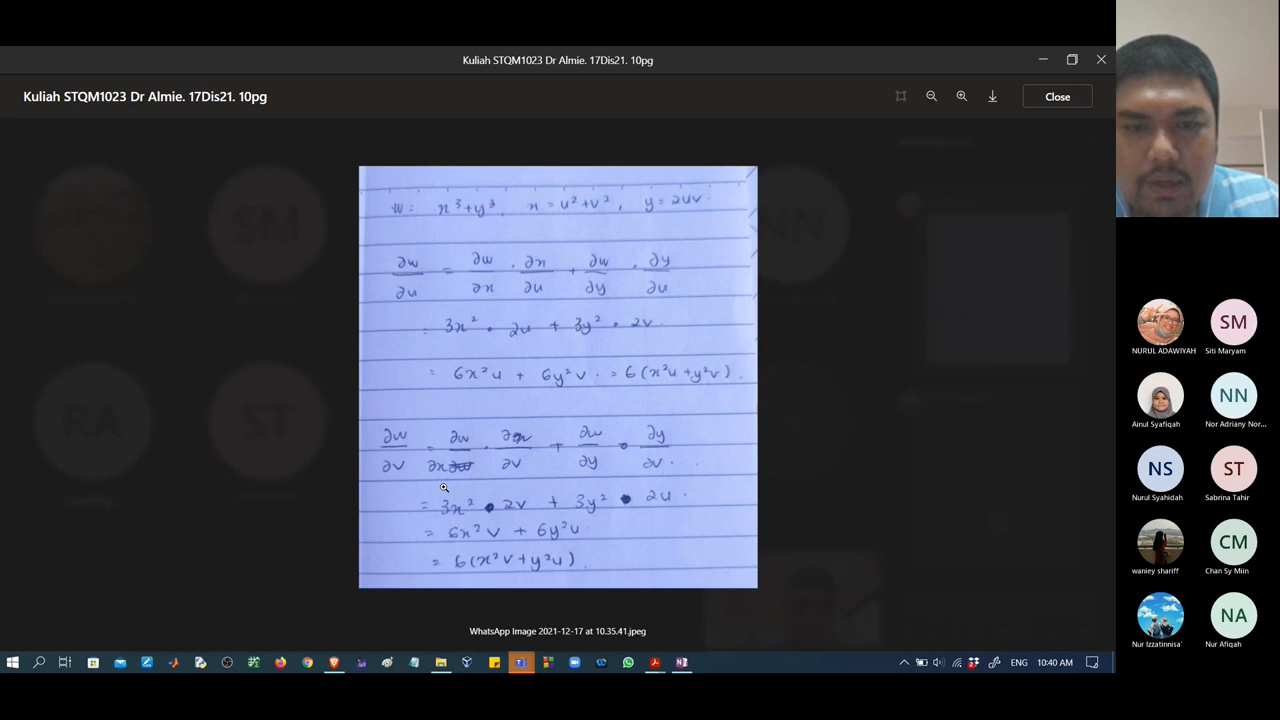 Kuliah STQM1023 Dr Almie. 17Dis21. 10pg
Kuliah STQM1023 Dr Almie. 17Dis21. 10pg
Close
w = x³+y³, x = u²+v², y = 2uv.
∂w/∂u = ∂w/∂x · ∂x/∂u + ∂w/∂y · ∂y/∂u
= 3x² • 2u + 3y² • 2v.
= 6x²u + 6y²v. = 6(x²u+y²v).
∂w/∂v = ∂w/∂x · ∂x/∂v + ∂w/∂y • ∂y/∂v.
= 3x² • 2v + 3y² • 2u.
= 6x²v + 6y²u.
= 6(x²v+y²u).
WhatsApp Image 2021-12-17 at 10.35.41.jpeg
SM
NN
RA
ST
SM
NURUL ADAWIYAH
Siti Maryam
NN
Ainul Syafiqah
Nor Adriany Nor...
NS
ST
Nurul Syahidah
Sabrina Tahir
CM
waniey shariff
Chan Sy Miin
NA
Nur Izzatinnisa'
Nur Afiqah
ENG
10:40 AM